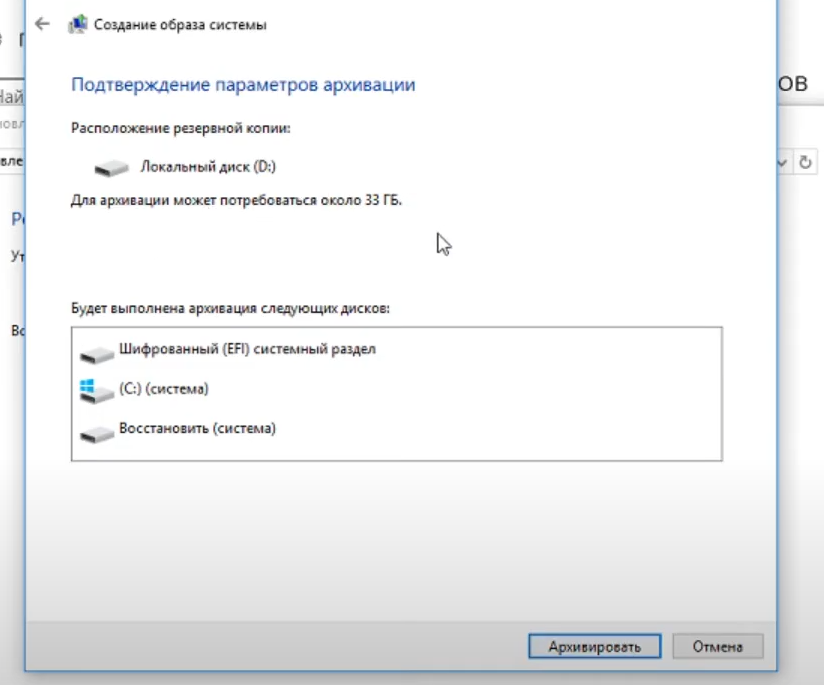 Создание образа системы
ОВ
Подтверждение параметров архивации
Расположение резервной копии:
Локальный диск (D:)
Для архивации может потребоваться около 33 ГБ.
Будет выполнена архивация следующих дисков:
Шифрованный (EFI) системный раздел
(C:) (система)
Восстановить (система)
Архивировать
Отмена